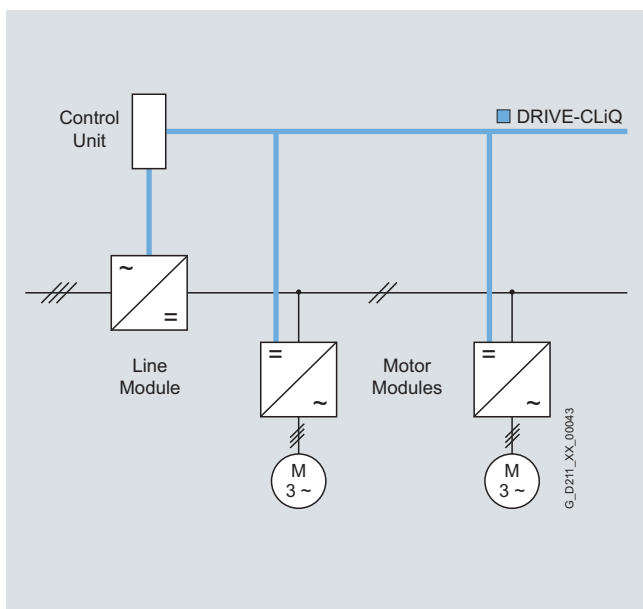 Control
Unit
DRIVE-CLiQ
~
=
Line
Module
=
~
Motor
Modules
=
~
M
3 ~
M
3 ~
G_D211_XX_00043